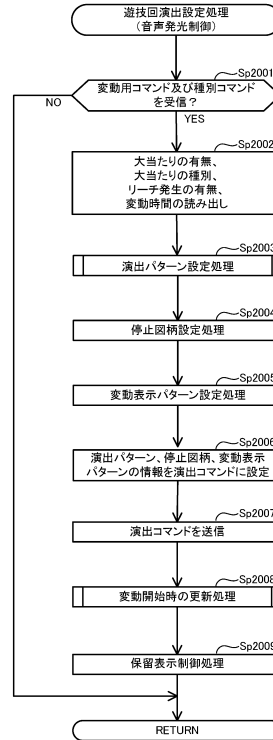 遊技回演出設定処理
(音声発光制御)
Sp2001
変動用コマンド及び種別コマンド
を受信？
NO
YES
Sp2002
大当たりの有無、
大当たりの種別、
リーチ発生の有無、
変動時間の読み出し
Sp2003
演出パターン設定処理
Sp2004
停止図柄設定処理
Sp2005
変動表示パターン設定処理
Sp2006
演出パターン、停止図柄、変動表示
パターンの情報を演出コマンドに設定
Sp2007
演出コマンドを送信
Sp2008
変動開始時の更新処理
Sp2009
保留表示制御処理
RETURN